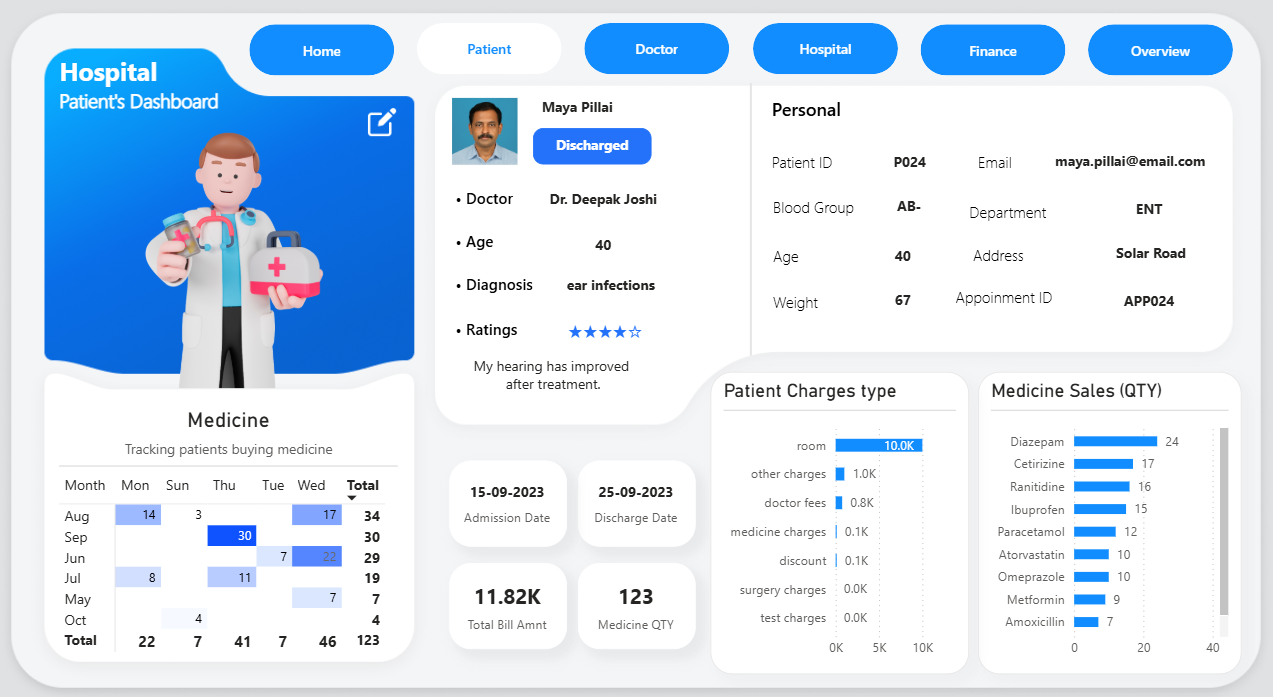 Home
Patient
Doctor
Hospital
Finance
Overview
Hospital
Patient's Dashboard
Maya Pillai
Discharged
• Doctor Dr. Deepak Joshi
• Age 40
• Diagnosis ear infections
• Ratings ★★★★☆
My hearing has improved
after treatment.
Personal
Patient ID P024 Email maya.pillai@email.com
Blood Group AB- Department ENT
Age 40 Address Solar Road
Weight 67 Appoinment ID APP024
Medicine
Tracking patients buying medicine
Month Mon Sun Thu Tue Wed Total
Aug 14 3 17 34
Sep 30 30
Jun 7 22 29
Jul 8 11 19
May 7 7
Oct 4 4
Total 22 7 41 7 46 123
15-09-2023
Admission Date
25-09-2023
Discharge Date
11.82K
Total Bill Amnt
123
Medicine QTY
Patient Charges type
room 10.0K
other charges 1.0K
doctor fees 0.8K
medicine charges 0.1K
discount 0.1K
surgery charges 0.0K
test charges 0.0K
0K 5K 10K
Medicine Sales (QTY)
Diazepam 24
Cetirizine 17
Ranitidine 16
Ibuprofen 15
Paracetamol 12
Atorvastatin 10
Omeprazole 10
Metformin 9
Amoxicillin 7
0 20 40